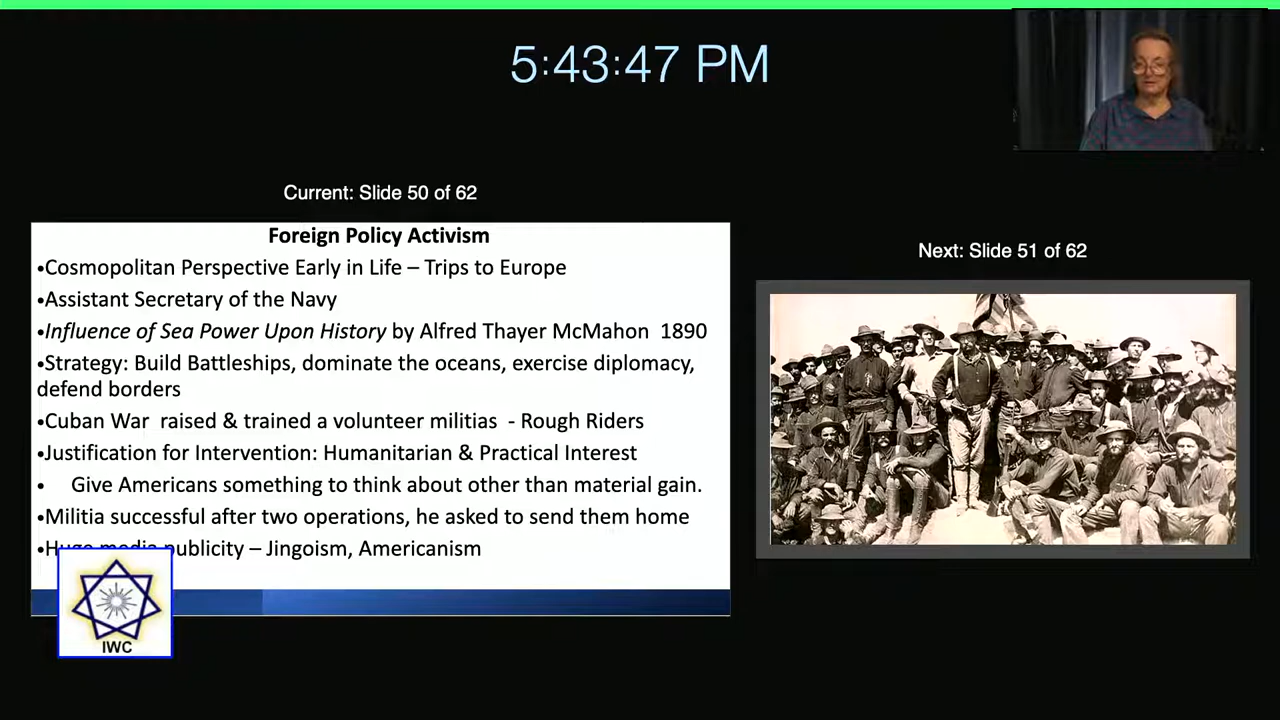 5:43:47 PM
Current: Slide 50 of 62
Next: Slide 51 of 62
Foreign Policy Activism
•Cosmopolitan Perspective Early in Life – Trips to Europe
•Assistant Secretary of the Navy
•Influence of Sea Power Upon History by Alfred Thayer McMahon 1890
•Strategy: Build Battleships, dominate the oceans, exercise diplomacy,
defend borders
•Cuban War raised & trained a volunteer militias - Rough Riders
•Justification for Intervention: Humanitarian & Practical Interest
• Give Americans something to think about other than material gain.
•Militia successful after two operations, he asked to send them home
•Huge media publicity – Jingoism, Americanism
IWC